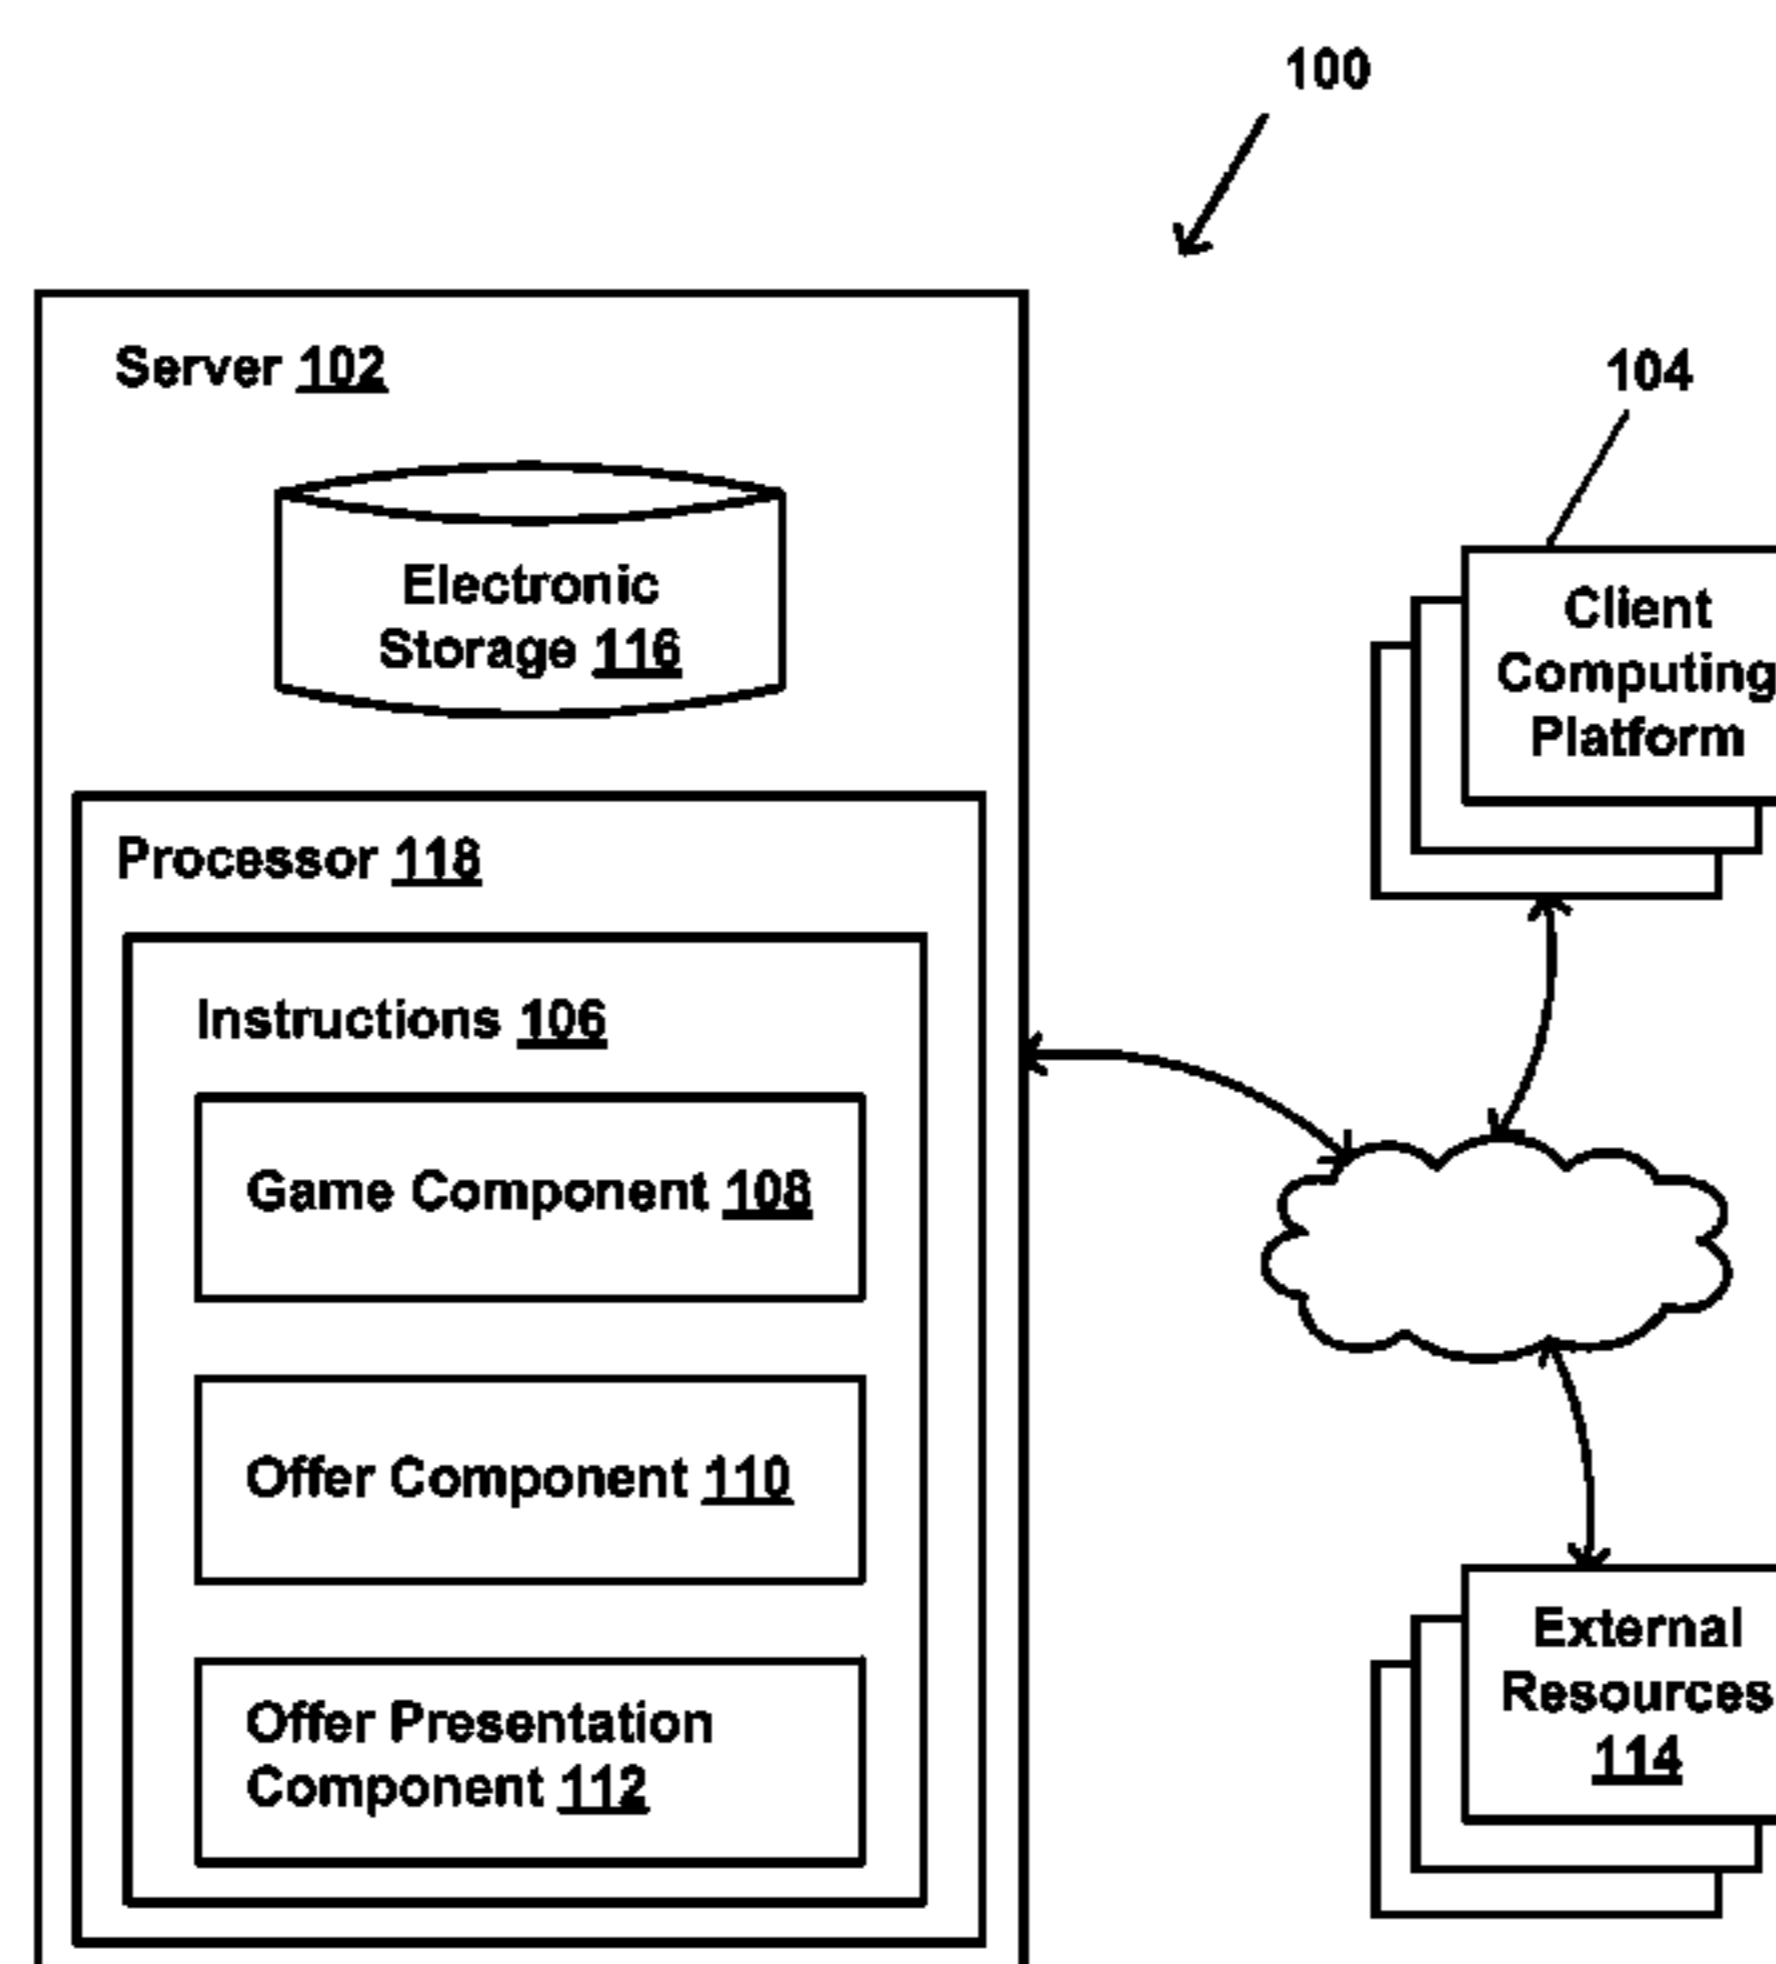 100
Server 102
104
Electronic
Storage 116
Client
Computing
Platform
Processor 118
Instructions 106
Game Component 108
Offer Component 110
Offer Presentation
Component 112
External
Resources
114